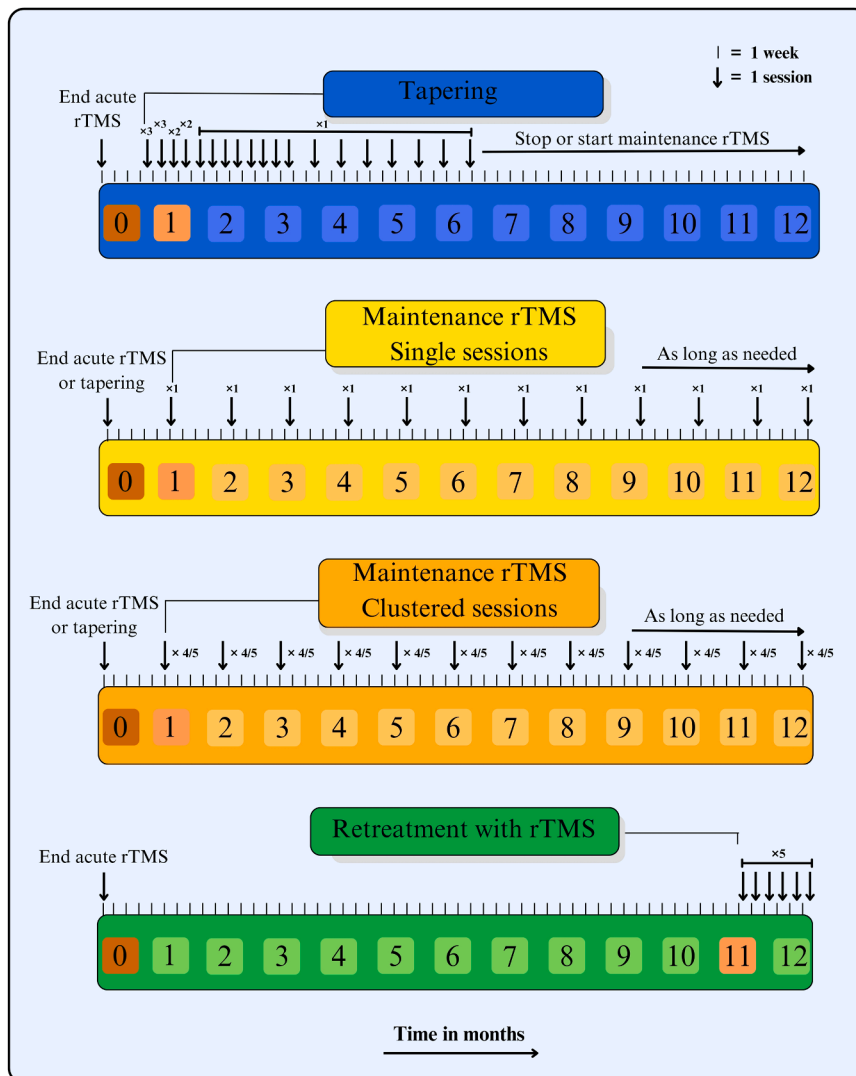 | = 1 week
↓ = 1 session
Tapering
End acute
rTMS
×3 ×3 ×2 ×2
×1
Stop or start maintenance rTMS
0 1 2 3 4 5 6 7 8 9 10 11 12
Maintenance rTMS
Single sessions
End acute rTMS
or tapering
As long as needed
×1 ×1 ×1 ×1 ×1 ×1 ×1 ×1 ×1 ×1 ×1 ×1
0 1 2 3 4 5 6 7 8 9 10 11 12
Maintenance rTMS
Clustered sessions
End acute rTMS
or tapering
As long as needed
× 4/5 × 4/5 × 4/5 × 4/5 × 4/5 × 4/5 × 4/5 × 4/5 × 4/5 × 4/5 × 4/5 × 4/5
0 1 2 3 4 5 6 7 8 9 10 11 12
Retreatment with rTMS
End acute rTMS
×5
0 1 2 3 4 5 6 7 8 9 10 11 12
Time in months